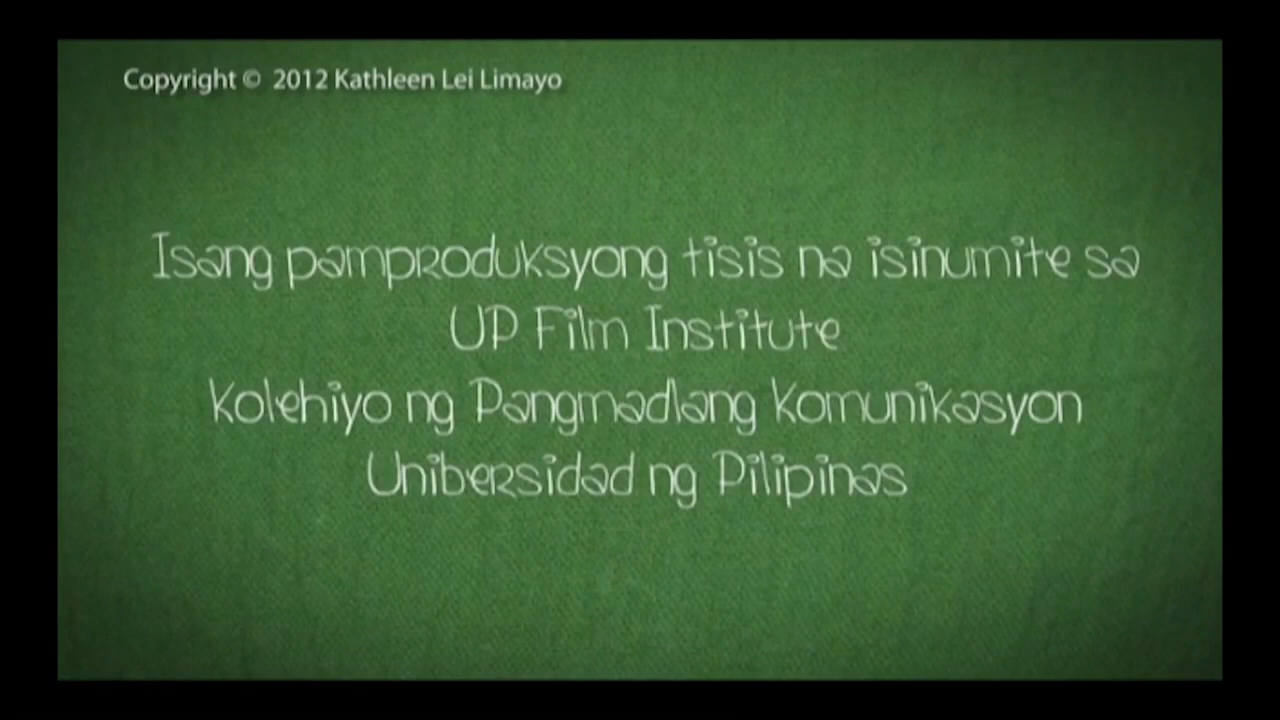 Copyright © 2012 Kathleen Lei Limayo
Isang pamproduksyong tisis na isinumite sa
UP Film Institute
Kolehiyo ng Pangmadlang Komunikasyon
Unibersidad ng Pilipinas